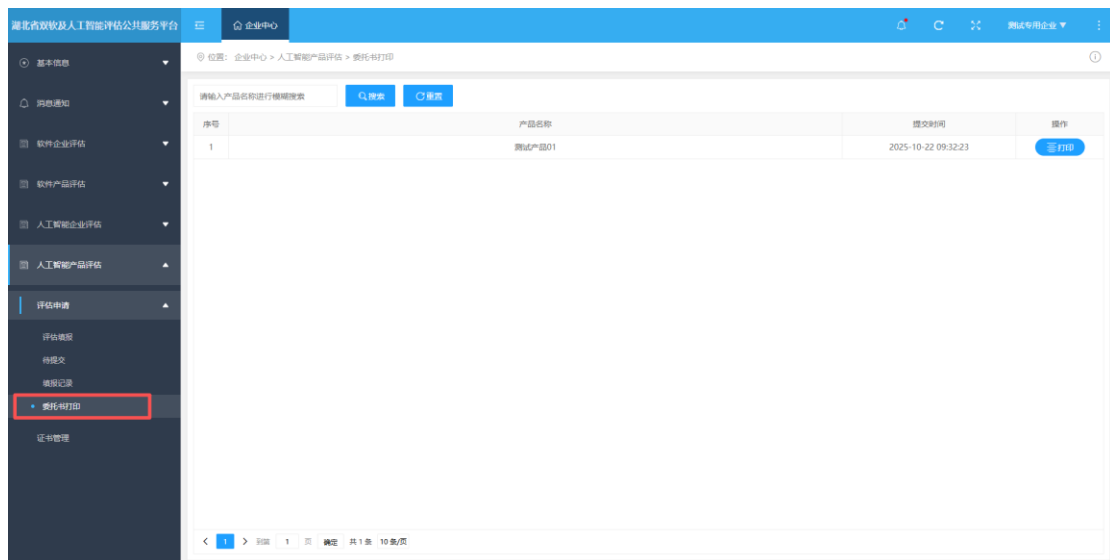 湖北省双软及人工智能评估公共服务平台
企业中心
测试专用企业
位置: 企业中心 > 人工智能产品评估 > 委托书打印
基本信息
消息通知
软件企业评估
软件产品评估
人工智能企业评估
人工智能产品评估
评估申请
评估填报
待提交
填报记录
委托书打印
证书管理
请输入产品名称进行模糊搜索 搜索 重置
序号 产品名称 提交时间 操作
1 测试产品01 2025-10-22 09:32:23 打印
1 到第 1 页 确定 共 1 条 10 条/页